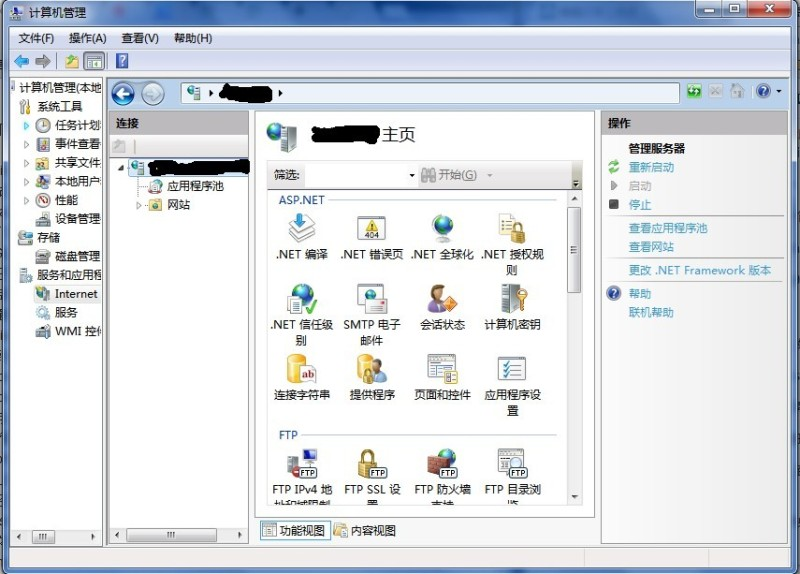 计算机管理
文件(F) 操作(A) 查看(V) 帮助(H)
计算机管理(本地
系统工具
任务计划
事件查看
共享文件
本地用户
性能
设备管理
存储
磁盘管理
服务和应用程
Internet
服务
WMI 控
连接
应用程序池
网站
主页
筛选:
开始(G)
ASP.NET
.NET 编译
.NET 错误页
.NET 全球化
.NET 授权规
则
.NET 信任级
别
SMTP 电子
邮件
会话状态
计算机密钥
连接字符串
提供程序
页面和控件
应用程序设
置
FTP
FTP IPv4 地
址和域限制
FTP SSL 设
置
FTP 防火墙
支持
FTP 目录浏
览
功能视图
内容视图
操作
管理服务器
重新启动
启动
停止
查看应用程序池
查看网站
更改 .NET Framework 版本
帮助
联机帮助